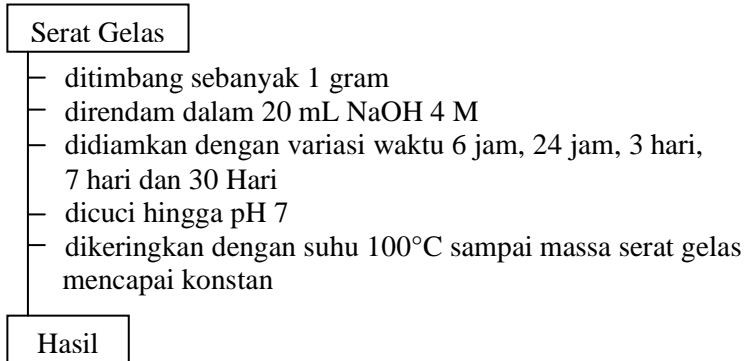 Serat Gelas
ditimbang sebanyak 1 gram
direndam dalam 20 mL NaOH 4 M
didiamkan dengan variasi waktu 6 jam, 24 jam, 3 hari,
7 hari dan 30 Hari
dicuci hingga pH 7
dikeringkan dengan suhu 100°C sampai massa serat gelas
mencapai konstan
Hasil